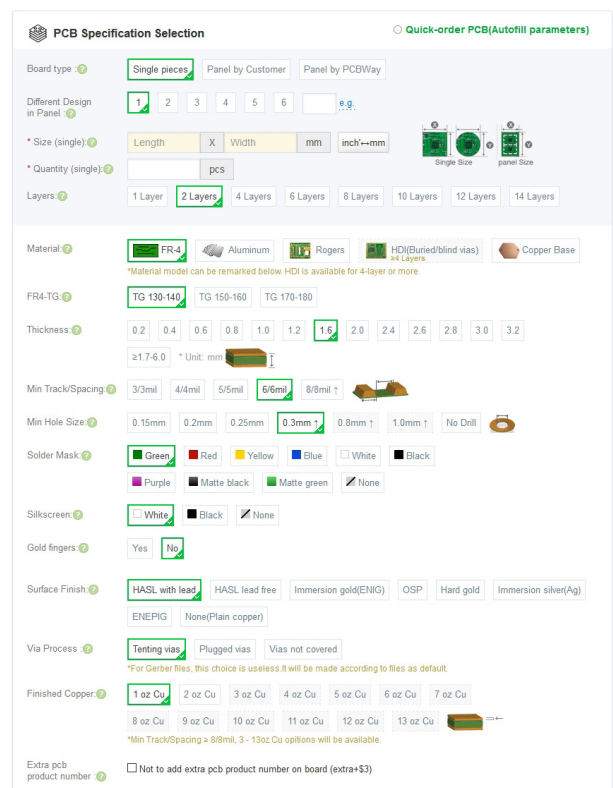 PCB Specification Selection
Quick-order PCB(Autofill parameters)
Board type :?
Single pieces Panel by Customer Panel by PCBWay
Different Design
in Panel :?
1 2 3 4 5 6 e.g.
* Size (single):?
Length X Width mm inch'↔mm
X Y X Y
Single Size panel Size
* Quantity (single):?
pcs
Layers:?
1 Layer 2 Layers 4 Layers 6 Layers 8 Layers 10 Layers 12 Layers 14 Layers
Material:?
FR-4 Aluminum Rogers HDI(Buried/blind vias) Copper Base
≥4 Layers
*Material model can be remarked below. HDI is available for 4-layer or more.
FR4-TG:?
TG 130-140 TG 150-160 TG 170-180
Thickness:?
0.2 0.4 0.6 0.8 1.0 1.2 1.6 2.0 2.4 2.6 2.8 3.0 3.2
≥1.7-6.0 * Unit: mm
Min Track/Spacing:?
3/3mil 4/4mil 5/5mil 6/6mil 8/8mil ↑
Min Hole Size:?
0.15mm 0.2mm 0.25mm 0.3mm ↑ 0.8mm ↑ 1.0mm ↑ No Drill
Solder Mask:?
Green Red Yellow Blue White Black
Purple Matte black Matte green None
Silkscreen:?
White Black None
Gold fingers:?
Yes No
Surface Finish:?
HASL with lead HASL lead free Immersion gold(ENIG) OSP Hard gold Immersion silver(Ag)
ENEPIG None(Plain copper)
Via Process :?
Tenting vias Plugged vias Vias not covered
*For Gerber files, this choice is useless.It will be made according to files as default.
Finished Copper:?
1 oz Cu 2 oz Cu 3 oz Cu 4 oz Cu 5 oz Cu 6 oz Cu 7 oz Cu
8 oz Cu 9 oz Cu 10 oz Cu 11 oz Cu 12 oz Cu 13 oz Cu
*Min Track/Spacing ≥ 8/8mil, 3 - 13oz Cu opitions will be available.
Extra pcb
product number :?
Not to add extra pcb product number on board (extra+$3)